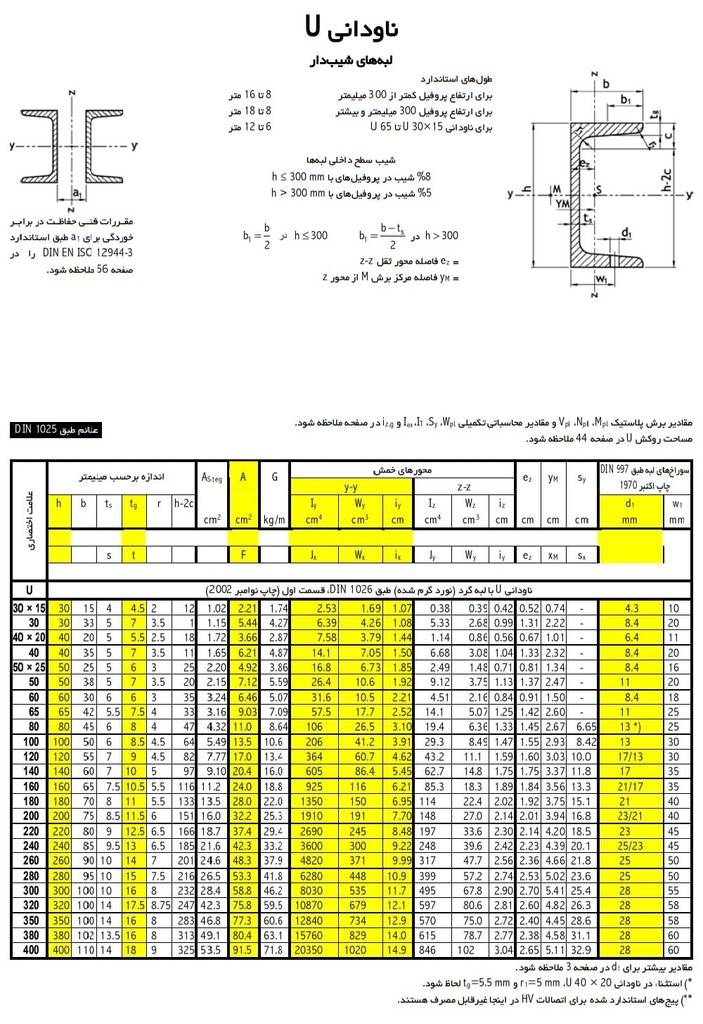 ناودانی U
لبه‌های شیب‌دار
طول‌های استاندارد
برای ارتفاع پروفیل کمتر از 300 میلیمتر 8 تا 16 متر
برای ارتفاع پروفیل 300 میلیمتر و بیشتر 8 تا 18 متر
برای ناودانی U 30×15 تا U 65 6 تا 12 متر
شیب سطح داخلی لبه‌ها
8% شیب در پروفیل‌های با h ≤ 300 mm
5% شیب در پروفیل‌های با h > 300 mm
b₁ = b/2 در h≤300 b₁ = (b−ts)/2 در h>300
ez = فاصله محور ثقل z-z
yM = فاصله مرکز برش M از محور z
z
y y
a₁
z
مقررات فنی حفاظت در برابر
خوردگی برای a₁ طبق استاندارد
DIN EN ISC 12944-3 را در
صفحه 56 ملاحظه شود.
z
b
b₁
tg
c
ez
h
h-2c
y M S y
YM
ts
d₁
w₁
z
مقادیر برش پلاستیک Vpl ،Npl ،Mpl و مقادیر محاسباتی تکمیلی Iex ،IT ،Sy ،Wpl و iz,g در صفحه ملاحظه شود.
مساحت روکش U در صفحه 44 ملاحظه شود.
علائم طبق DIN 1025
علامت اختصاری اندازه برحسب میلیمتر ASteg A G محورهای خمش ez yM sy سوراخ‌های لبه طبق DIN 997
چاپ اکتبر 1970
y-y z-z
h b ts tg r h-2c Iy Wy iy Iz Wz iz d₁ w₁
cm² cm² kg/m cm⁴ cm³ cm cm⁴ cm³ cm cm cm cm mm mm
s t F Jx Wx ix Jy Wy iy ez xM sx
U ناودانی U با لبه گرد (نورد گرم شده) طبق DIN 1026، قسمت اول (چاپ نوامبر 2002)
30 × 15 30 15 4 4.5 2 12 1.02 2.21 1.74 2.53 1.69 1.07 0.38 0.39 0.42 0.52 0.74 - 4.3 10
30 30 33 5 7 3.5 1 1.15 5.44 4.27 6.39 4.26 1.08 5.33 2.68 0.99 1.31 2.22 - 8.4 20
40 × 20 40 20 5 5.5 2.5 18 1.72 3.66 2.87 7.58 3.79 1.44 1.14 0.86 0.56 0.67 1.01 - 6.4 11
40 40 35 5 7 3.5 11 1.65 6.21 4.87 14.1 7.05 1.50 6.68 3.08 1.04 1.33 2.32 - 8.4 20
50 × 25 50 25 5 6 3 25 2.20 4.92 3.86 16.8 6.73 1.85 2.49 1.48 0.71 0.81 1.34 - 8.4 16
50 50 38 5 7 3.5 20 2.15 7.12 5.59 26.4 10.6 1.92 9.12 3.75 1.13 1.37 2.47 - 11 20
60 60 30 6 6 3 35 3.24 6.46 5.07 31.6 10.5 2.21 4.51 2.16 0.84 0.91 1.50 - 8.4 18
65 65 42 5.5 7.5 4 33 3.16 9.03 7.09 57.5 17.7 2.52 14.1 5.07 1.25 1.42 2.60 - 11 25
80 80 45 6 8 4 47 4.32 11.0 8.64 106 26.5 3.10 19.4 6.36 1.33 1.45 2.67 6.65 13 *) 25
100 100 50 6 8.5 4.5 64 5.49 13.5 10.6 206 41.2 3.91 29.3 8.49 1.47 1.55 2.93 8.42 13 30
120 120 55 7 9 4.5 82 7.77 17.0 13.4 364 60.7 4.62 43.2 11.1 1.59 1.60 3.03 10.0 17/13 30
140 140 60 7 10 5 97 9.10 20.4 16.0 605 86.4 5.45 62.7 14.8 1.75 1.75 3.37 11.8 17 35
160 160 65 7.5 10.5 5.5 116 11.2 24.0 18.8 925 116 6.21 85.3 18.3 1.89 1.84 3.56 13.3 21/17 35
180 180 70 8 11 5.5 133 13.5 28.0 22.0 1350 150 6.95 114 22.4 2.02 1.92 3.75 15.1 21 40
200 200 75 8.5 11.5 6 151 16.0 32.2 25.3 1910 191 7.70 148 27.0 2.14 2.01 3.94 16.8 23/21 40
220 220 80 9 12.5 6.5 166 18.7 37.4 29.4 2690 245 8.48 197 33.6 2.30 2.14 4.20 18.5 23 45
240 240 85 9.5 13 6.5 185 21.6 42.3 33.2 3600 300 9.22 248 39.6 2.42 2.23 4.39 20.1 25/23 45
260 260 90 10 14 7 201 24.6 48.3 37.9 4820 371 9.99 317 47.7 2.56 2.36 4.66 21.8 25 50
280 280 95 10 15 7.5 216 26.5 53.3 41.8 6280 448 10.9 399 57.2 2.74 2.53 5.02 23.6 25 50
300 300 100 10 16 8 232 28.4 58.8 46.2 8030 535 11.7 495 67.8 2.90 2.70 5.41 25.4 28 55
320 320 100 14 17.5 8.75 247 42.3 75.8 59.5 10870 679 12.1 597 80.6 2.81 2.60 4.82 26.3 28 58
350 350 100 14 16 8 283 46.8 77.3 60.6 12840 734 12.9 570 75.0 2.72 2.40 4.45 28.6 28 58
380 380 102 13.5 16 8 313 49.1 80.4 63.1 15760 829 14.0 615 78.7 2.77 2.38 4.58 31.1 28 60
400 400 110 14 18 9 325 53.5 91.5 71.8 20350 1020 14.9 846 102 3.04 2.65 5.11 32.9 28 60
مقادیر بیشتر برای d₁ در صفحه 3 ملاحظه شود.
*) استثناء در ناودانی U 40 × 20، r₁=5 mm و tg=5.5 mm لحاظ شود.
**) پیچ‌های استاندارد شده برای اتصالات HV در اینجا غیرقابل مصرف هستند.